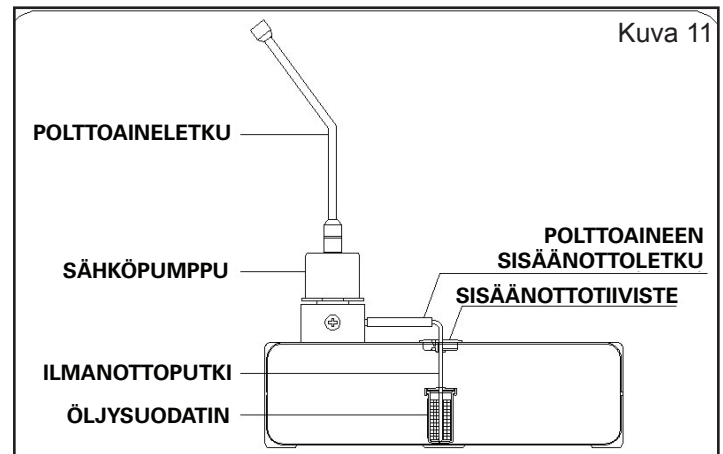 Kuva 11
POLTTOAINELETKU
SÄHKÖPUMPPU
POLTTOAINEEN
SISÄÄNOTTOLETKU
SISÄÄNOTTOTIIVISTE
ILMANOTTOPUTKI
ÖLJYSUODATIN